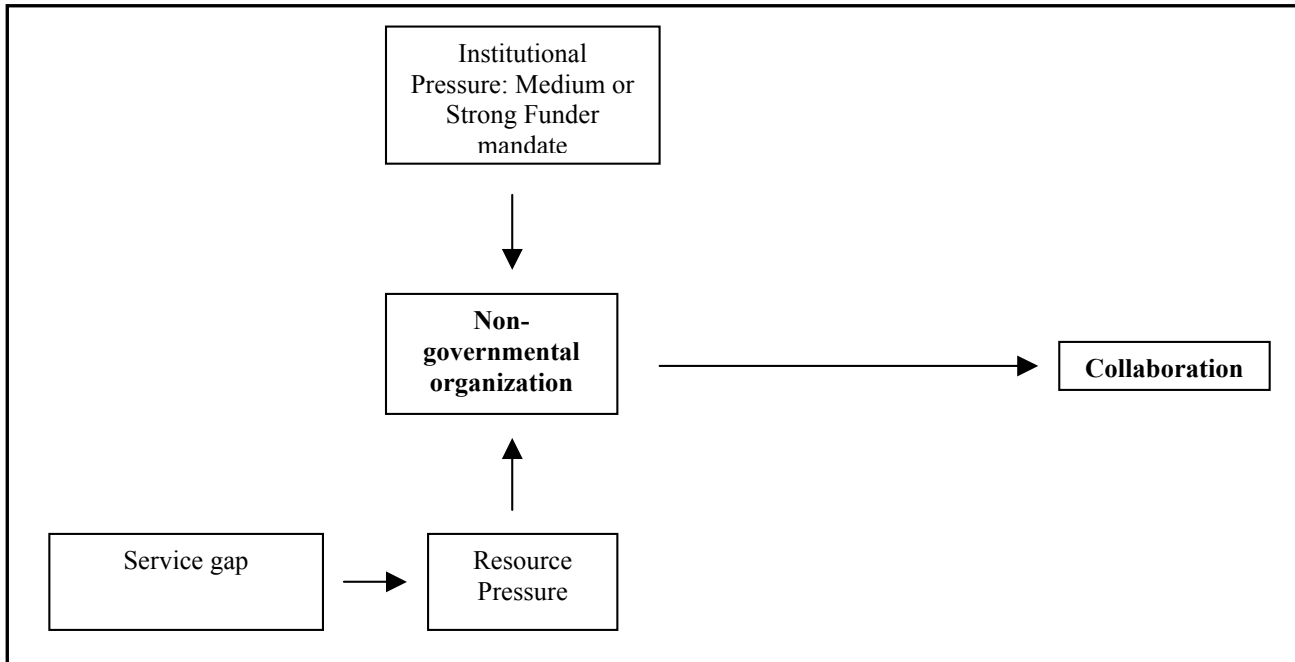 Institutional
Pressure: Medium or
Strong Funder
mandate
Non-
governmental
organization
Collaboration
Service gap
Resource
Pressure